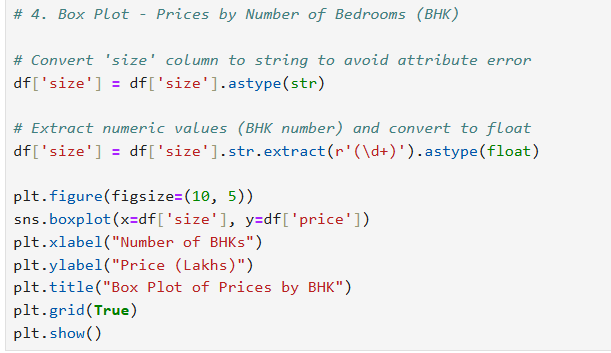 # 4. Box Plot - Prices by Number of Bedrooms (BHK)
# Convert 'size' column to string to avoid attribute error
df['size'] = df['size'].astype(str)
# Extract numeric values (BHK number) and convert to float
df['size'] = df['size'].str.extract(r'(\d+)').astype(float)
plt.figure(figsize=(10, 5))
sns.boxplot(x=df['size'], y=df['price'])
plt.xlabel("Number of BHKs")
plt.ylabel("Price (Lakhs)")
plt.title("Box Plot of Prices by BHK")
plt.grid(True)
plt.show()